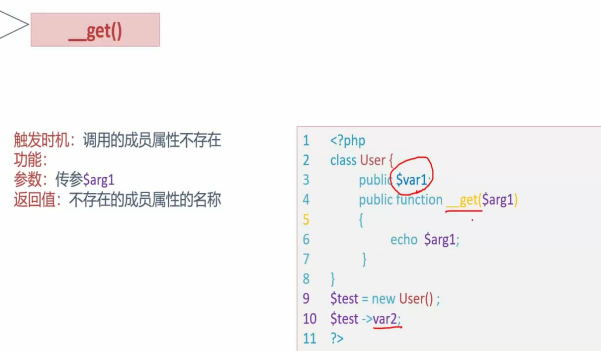 __get()
触发时机：调用的成员属性不存在
功能：
参数：传参$arg1
返回值：不存在的成员属性的名称
1 <?php
2 class User {
3 public $var1;
4 public function __get($arg1)
5 {
6 echo $arg1;
7 }
8 }
9 $test = new User() ;
10 $test ->var2;
11 ?>